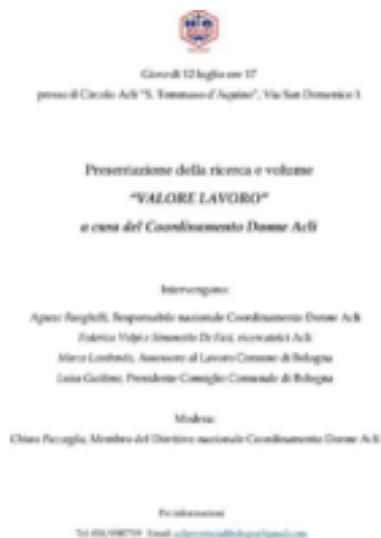 Giovedì 12 luglio ore 17
presso il Circolo Acli "S. Tommaso d'Aquino", Via San Domenico 1
Presentazione della ricerca e volume
"VALORE LAVORO"
a cura del Coordinamento Donne Acli
Intervengono:
Agnese Ranghelli, Responsabile nazionale Coordinamento Donne Acli
Federica Volpi e Simonetta De Fazi, ricercatrici Acli
Marco Lombardo, Assessore al Lavoro Comune di Bologna
Luisa Guidone, Presidente Consiglio Comunale di Bologna
Modera:
Chiara Pazzaglia, Membro del Direttivo nazionale Coordinamento Donne Acli
Per informazioni
Tel. Email